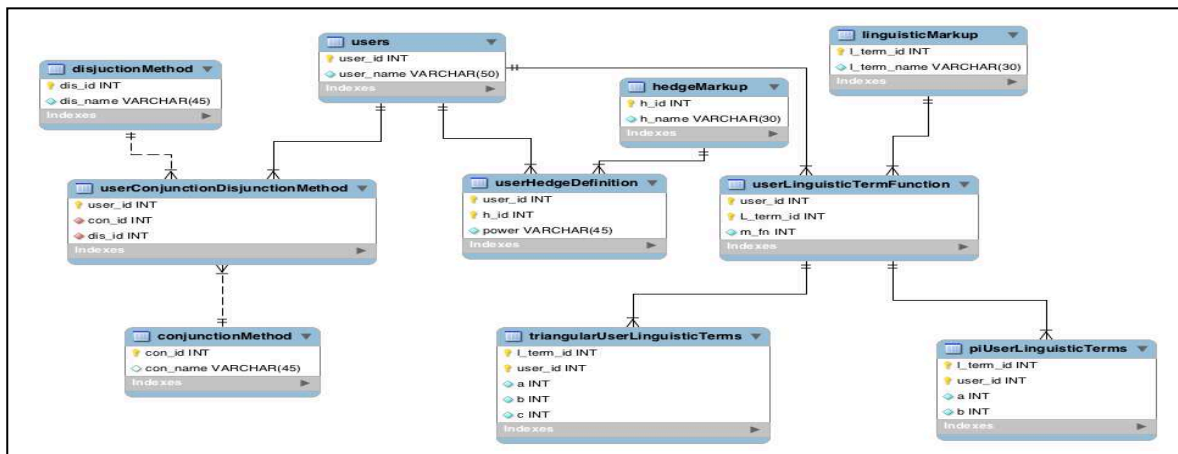 disjuctionMethod
dis_id INT
dis_name VARCHAR(45)
Indexes
users
user_id INT
user_name VARCHAR(50)
Indexes
hedgeMarkup
h_id INT
h_name VARCHAR(30)
Indexes
linguisticMarkup
l_term_id INT
l_term_name VARCHAR(30)
Indexes
userConjunctionDisjunctionMethod
user_id INT
con_id INT
dis_id INT
Indexes
userHedgeDefinition
user_id INT
h_id INT
power VARCHAR(45)
Indexes
userLinguisticTermFunction
user_id INT
L_term_id INT
m_fn INT
Indexes
conjunctionMethod
con_id INT
con_name VARCHAR(45)
Indexes
triangularUserLinguisticTerms
l_term_id INT
user_id INT
a INT
b INT
c INT
Indexes
piUserLinguisticTerms
l_term_id INT
user_id INT
a INT
b INT
Indexes